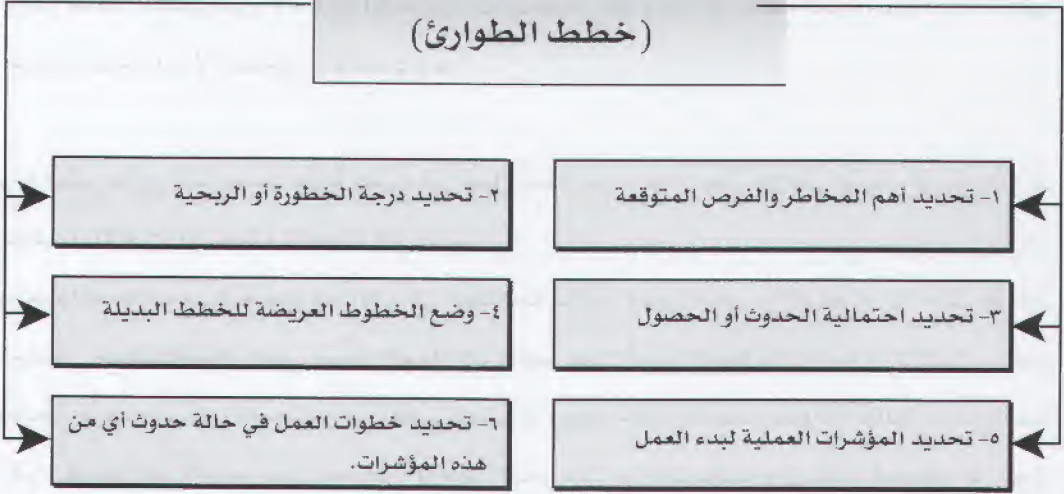 (خطط الطوارئ)
١- تحديد أهم المخاطر والفرص المتوقعة
٢- تحديد درجة الخطورة أو الربحية
٣- تحديد احتمالية الحدوث أو الحصول
٤- وضع الخطوط العريضة للخطط البديلة
٥- تحديد المؤشرات العملية لبدء العمل
٦- تحديد خطوات العمل في حالة حدوث أي من
هذه المؤشرات.